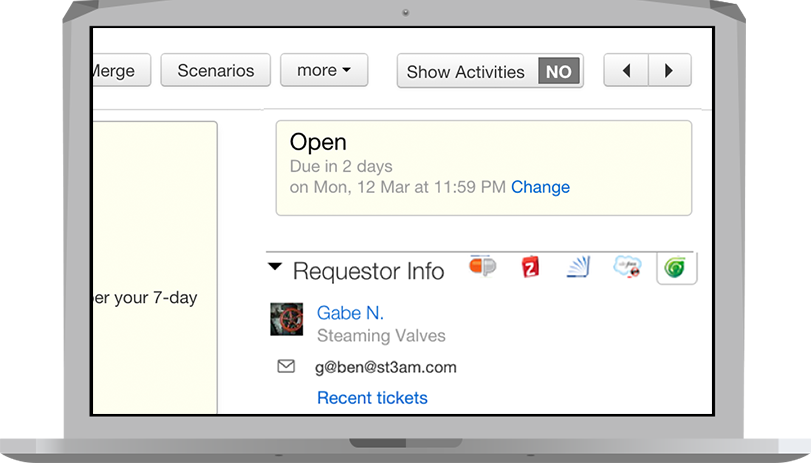 Merge
Scenarios
more
Show Activities NO
Open
Due in 2 days
on Mon, 12 Mar at 11:59 PM Change
er your 7-day
Requestor Info
Gabe N.
Steaming Valves
g@ben@st3am.com
Recent tickets